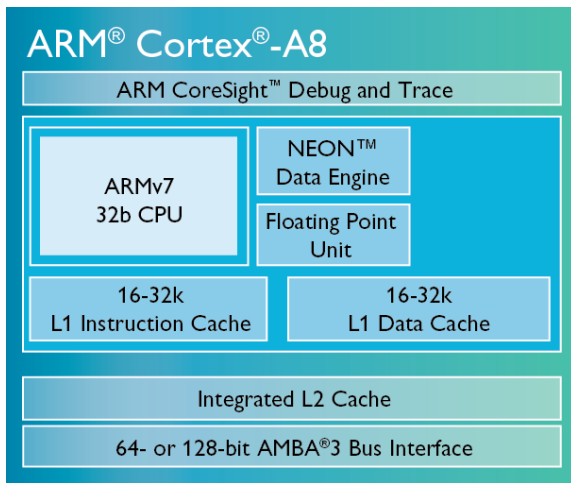 ARM® Cortex®-A8
ARM CoreSight™ Debug and Trace
ARMv7
32b CPU
NEON™
Data Engine
Floating Point
Unit
16-32k
L1 Instruction Cache
16-32k
L1 Data Cache
Integrated L2 Cache
64- or 128-bit AMBA®3 Bus Interface